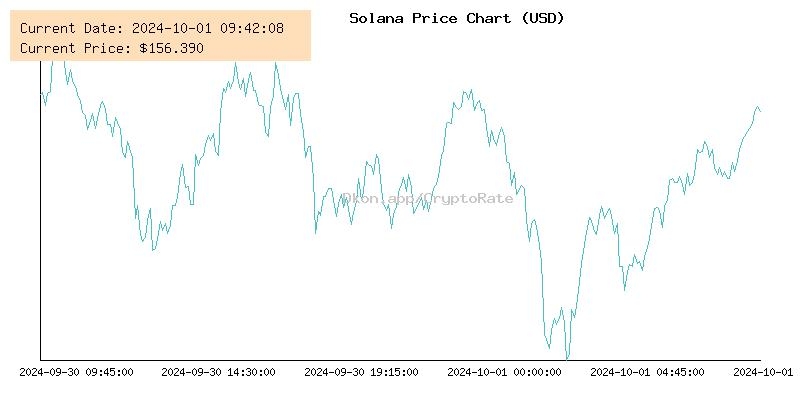 Solana Price Chart (USD)
Current Date: 2024-10-01 09:42:08
Current Price: $156.390
Dkon.app/CryptoRate
2024-09-30 09:45:00 2024-09-30 14:30:00 2024-09-30 19:15:00 2024-10-01 00:00:00 2024-10-01 04:45:00 2024-10-01